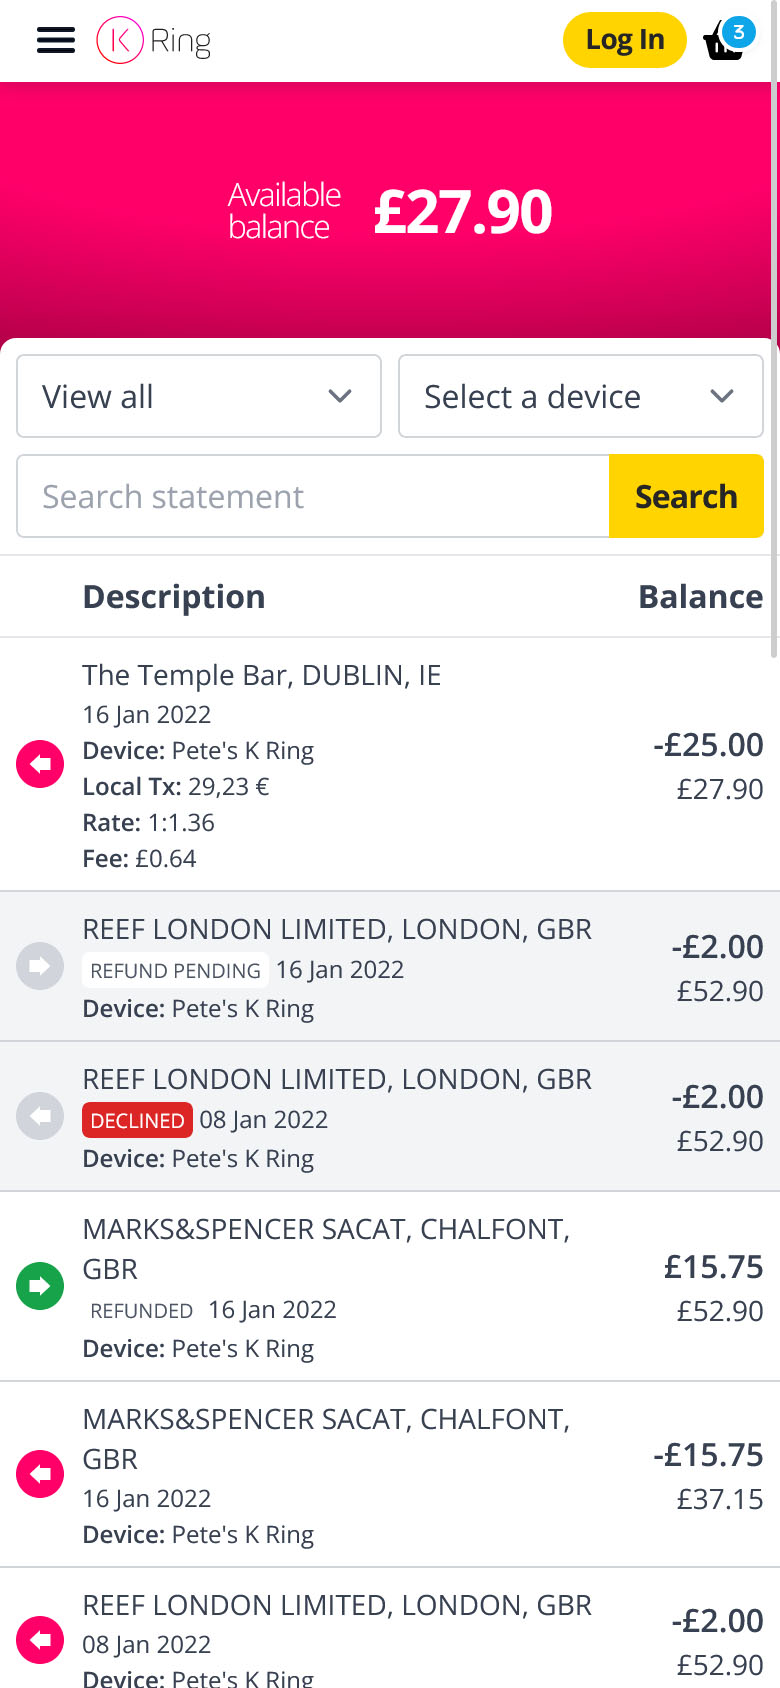 K Ring
Log In
3
Available
balance
£27.90
View all
Select a device
Search statement
Search
Description
Balance
The Temple Bar, DUBLIN, IE
16 Jan 2022
Device: Pete's K Ring
Local Tx: 29,23 €
Rate: 1:1.36
Fee: £0.64
-£25.00
£27.90
REEF LONDON LIMITED, LONDON, GBR
REFUND PENDING 16 Jan 2022
Device: Pete's K Ring
-£2.00
£52.90
REEF LONDON LIMITED, LONDON, GBR
DECLINED 08 Jan 2022
Device: Pete's K Ring
-£2.00
£52.90
MARKS&SPENCER SACAT, CHALFONT,
GBR
REFUNDED 16 Jan 2022
Device: Pete's K Ring
£15.75
£52.90
MARKS&SPENCER SACAT, CHALFONT,
GBR
16 Jan 2022
Device: Pete's K Ring
-£15.75
£37.15
REEF LONDON LIMITED, LONDON, GBR
08 Jan 2022
Device: Pete's K Ring
-£2.00
£52.90